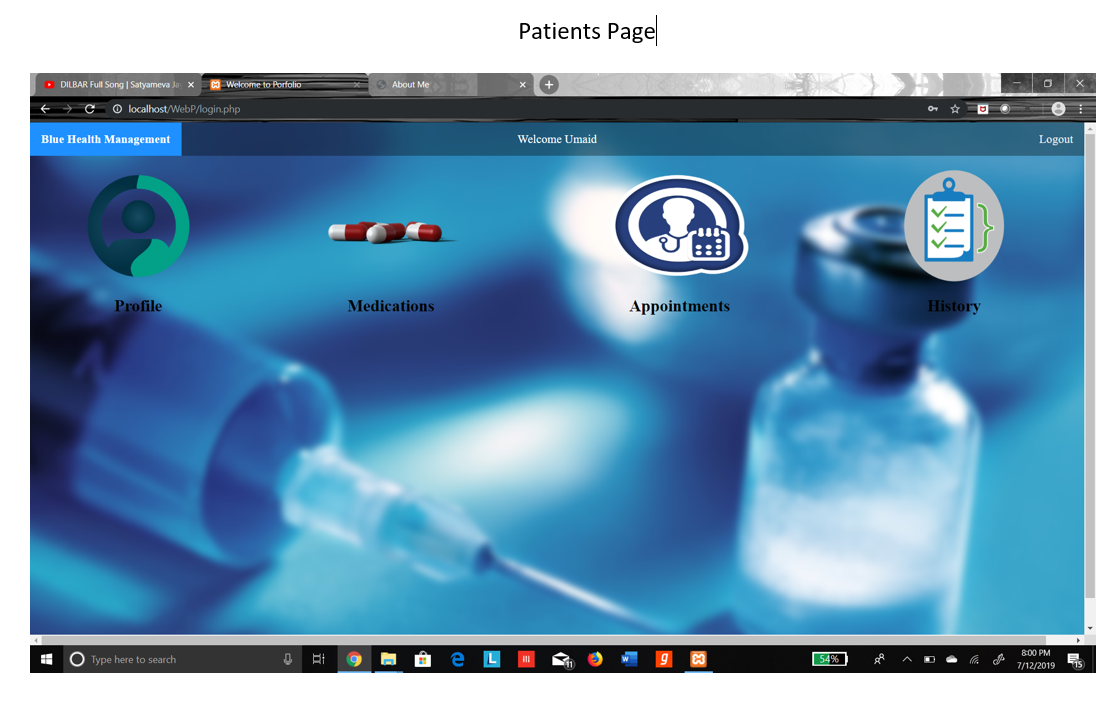 Patients Page
DILBAR Full Song | Satyameva Ja
Welcome to Porfolio
About Me
localhost/WebP/login.php
Blue Health Management
Welcome Umaid
Logout
Profile
Medications
Appointments
History
Type here to search
L
11
W
g
54%
8:00 PM
7/12/2019
15